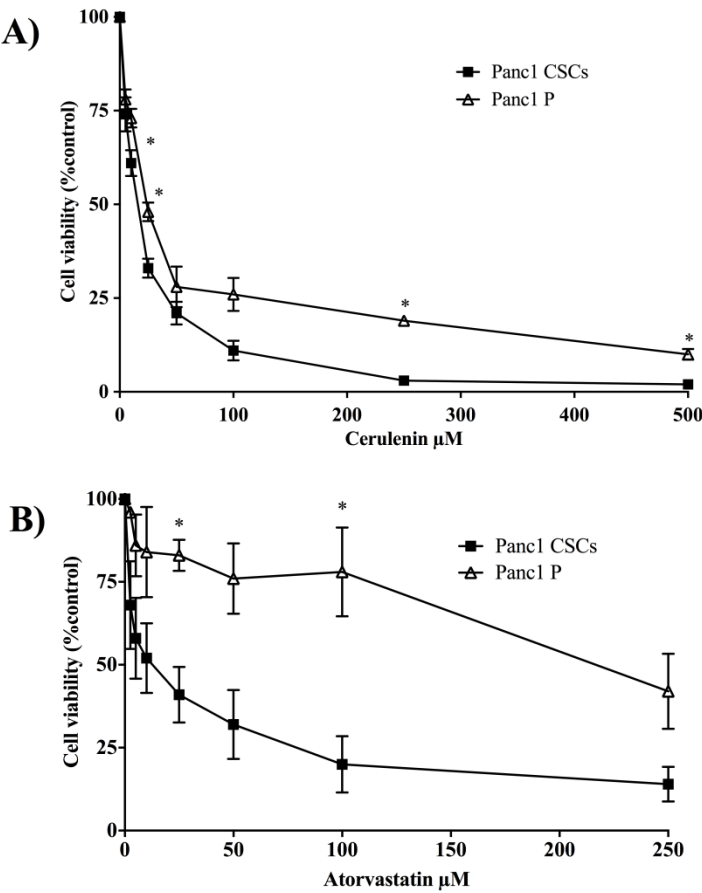 A)
100
75
50
25
0
Cell viability (%control)
Panc1 CSCs
Panc1 P
*
*
*
*
0
100
200
300
400
500
Cerulenin µM
B)
100
75
50
25
0
Cell viability (%control)
Panc1 CSCs
Panc1 P
*
*
0
50
100
150
200
250
Atorvastatin µM